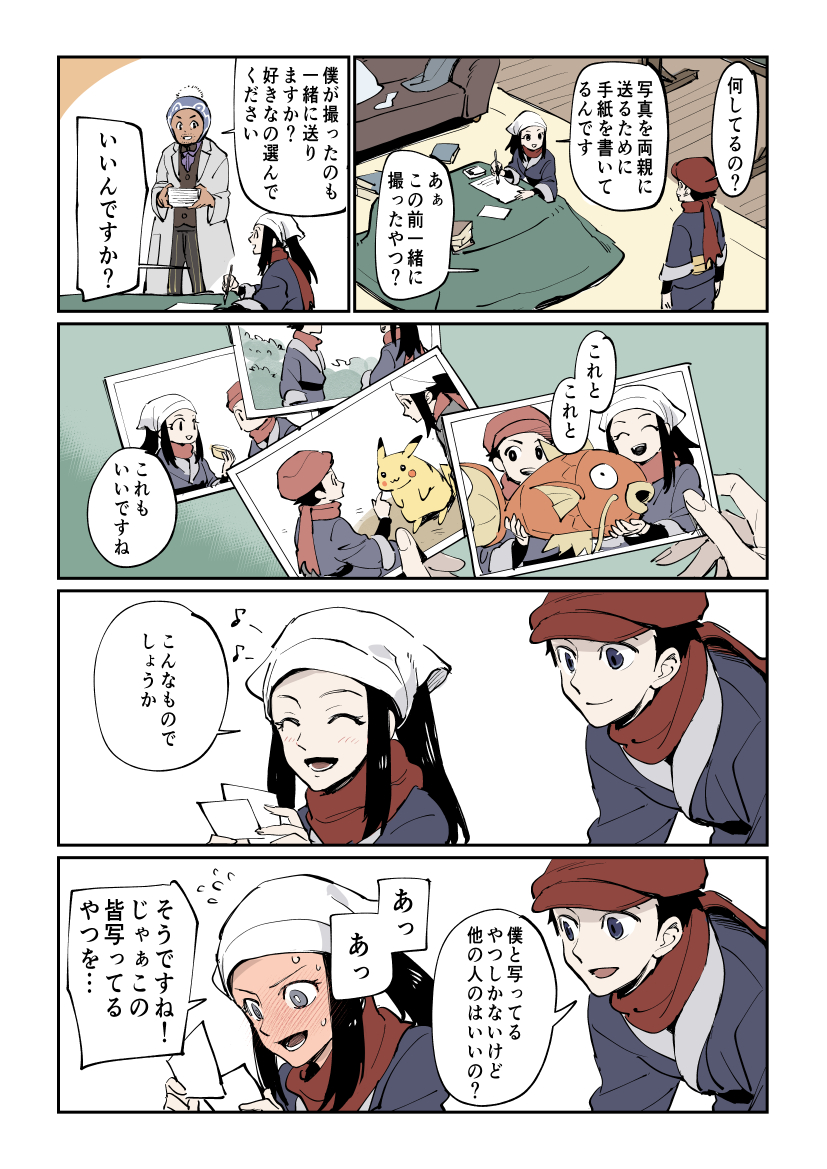 何してるの？
写真を両親に
送るために
手紙を書いて
るんです
あぁ
この前一緒に
撮ったやつ？
僕が撮ったのも
一緒に送り
ますか？
好きなの選んで
ください
いいんですか？
これと
これと
これも
いいですね
こんなもので
しょうか
僕と写ってる
やつしかないけど
他の人のはいいの？
あっ
あっ
そうですね！
じゃぁこの
皆写ってる
やつを…